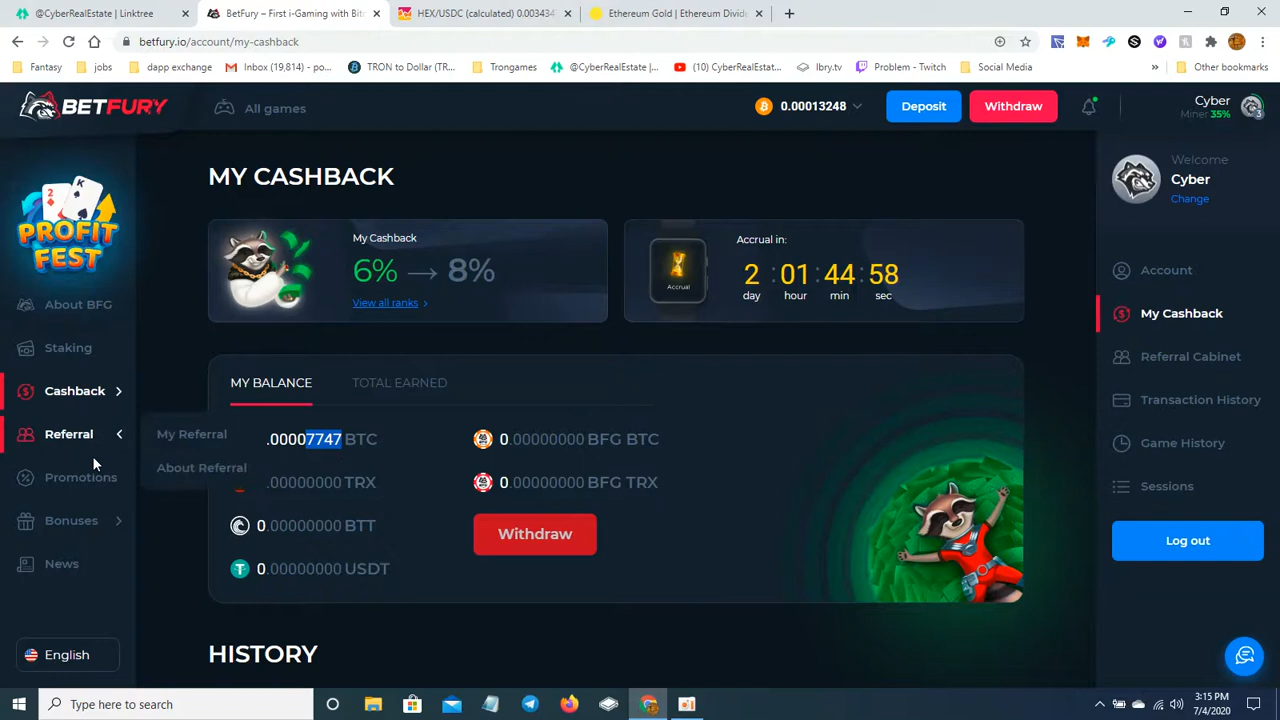 @CyberRealEstate | Linktree
BetFury – First i-Gaming with Bit
HEX/USDC (calculated) 0.003434
Ethereum Gold | Ethereum Divide
betfury.io/account/my-cashback
Fantasy
jobs
dapp exchange
Inbox (19,814) - po...
TRON to Dollar (TR...
Trongames
@CyberRealEstate |...
(10) CyberRealEstat...
lbry.tv
Problem - Twitch
Social Media
»
Other bookmarks
BETFURY
All games
0.00013248
Deposit
Withdraw
Cyber
Miner 35%
3
2
K
PROFIT
FEST
About BFG
Staking
Cashback
Referral
Promotions
Bonuses
News
English
My Referral
About Referral
MY CASHBACK
My Cashback
6% → 8%
View all ranks
Accrual
Accrual in:
2 : 01 : 44 : 58
day hour min sec
MY BALANCE
TOTAL EARNED
.00007747 BTC
0.00000000 BFG BTC
.00000000 TRX
0.00000000 BFG TRX
0.00000000 BTT
Withdraw
0.00000000 USDT
HISTORY
Welcome
Cyber
Change
Account
My Cashback
Referral Cabinet
Transaction History
Game History
Sessions
Log out
Type here to search
3:15 PM
7/4/2020